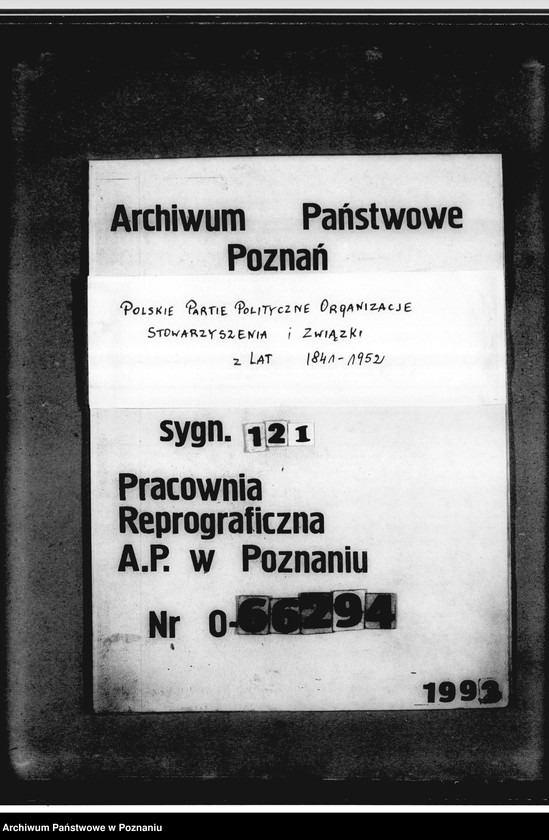 Archiwum Państwowe
Poznań
Polskie Partie Polityczne Organizacje
Stowarzyszenia i Związki
z lat 1841-1952
sygn. 121
Pracownia
Reprograficzna
A.P. w Poznaniu
Nr O-66294
1993
Archiwum Państwowe w Poznaniu